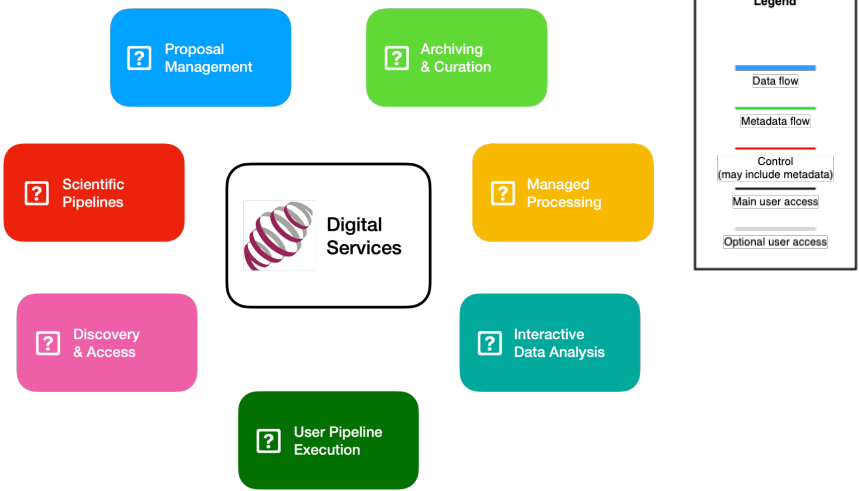 Legend
Proposal
Management
Archiving
& Curation
Data flow
Metadata flow
Control
(may include metadata)
Main user access
Optional user access
? Scientific
Pipelines
? Managed
Processing
Digital
Services
Discovery
& Access
Interactive
Data Analysis
User Pipeline
Execution